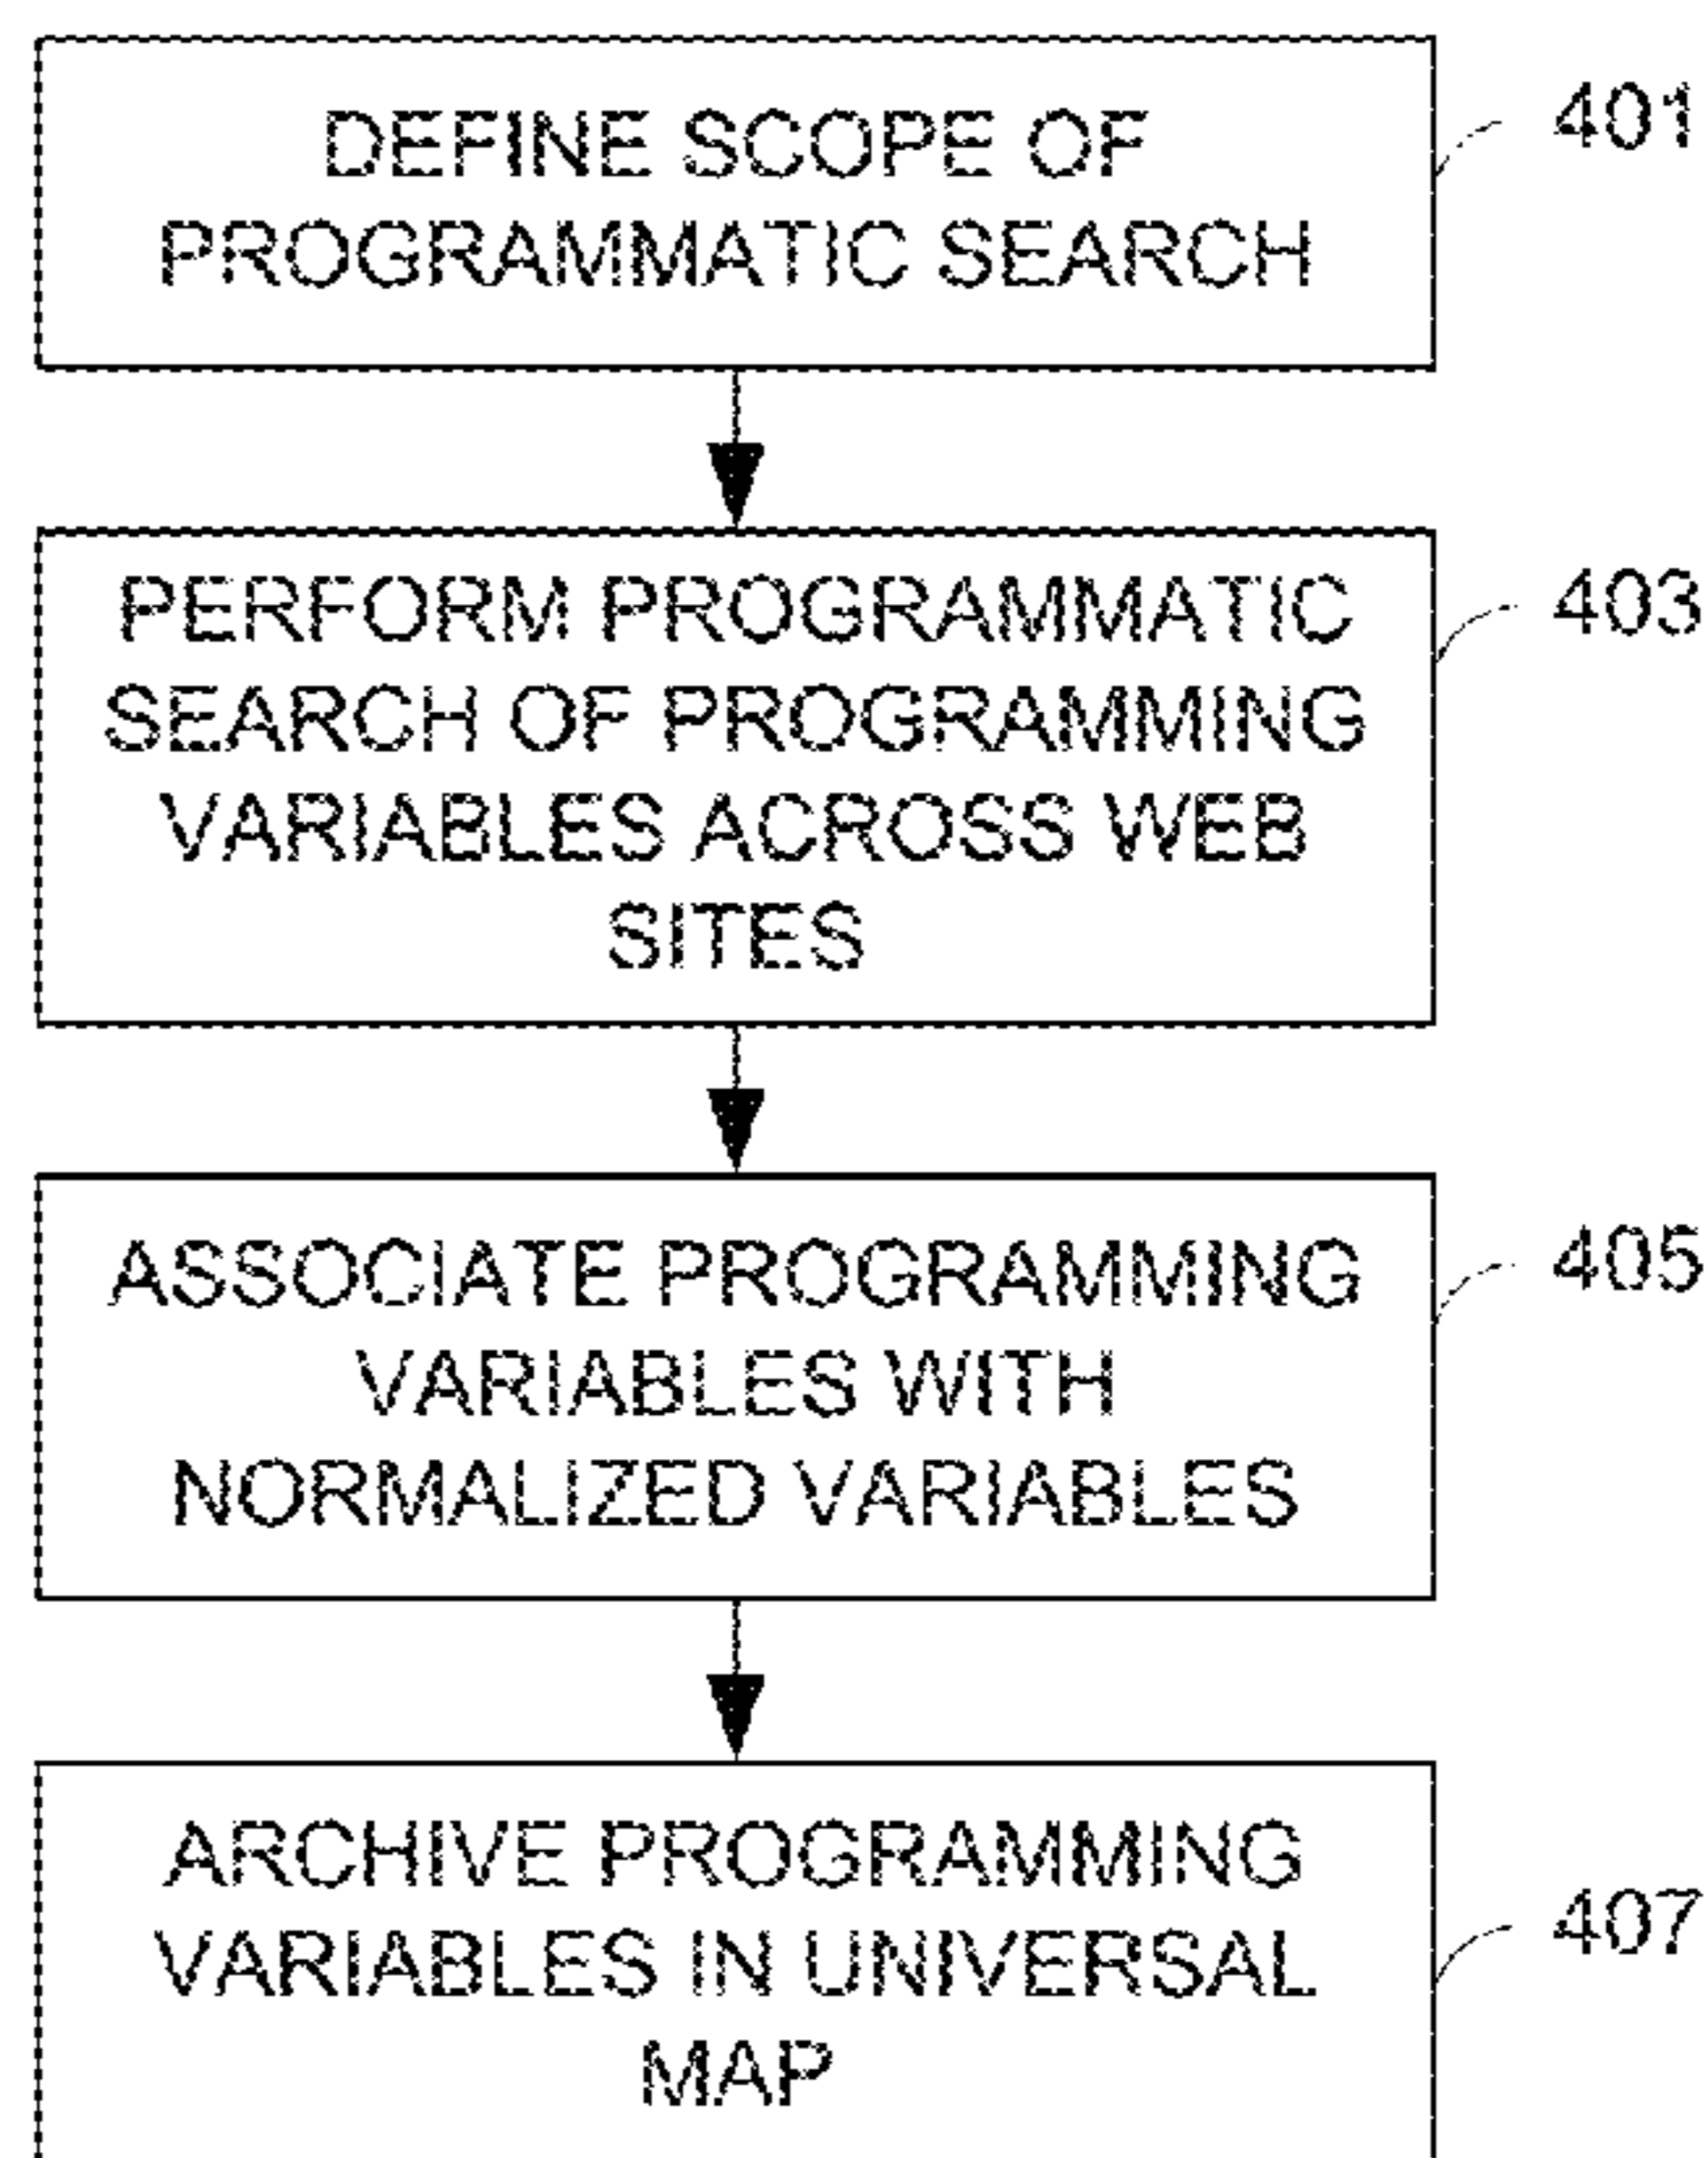 DEFINE SCOPE OF
PROGRAMMATIC SEARCH
401
PERFORM PROGRAMMATIC
SEARCH OF PROGRAMMING
VARIABLES ACROSS WEB
SITES
403
ASSOCIATE PROGRAMMING
VARIABLES WITH
NORMALIZED VARIABLES
405
ARCHIVE PROGRAMMING
VARIABLES IN UNIVERSAL
MAP
407